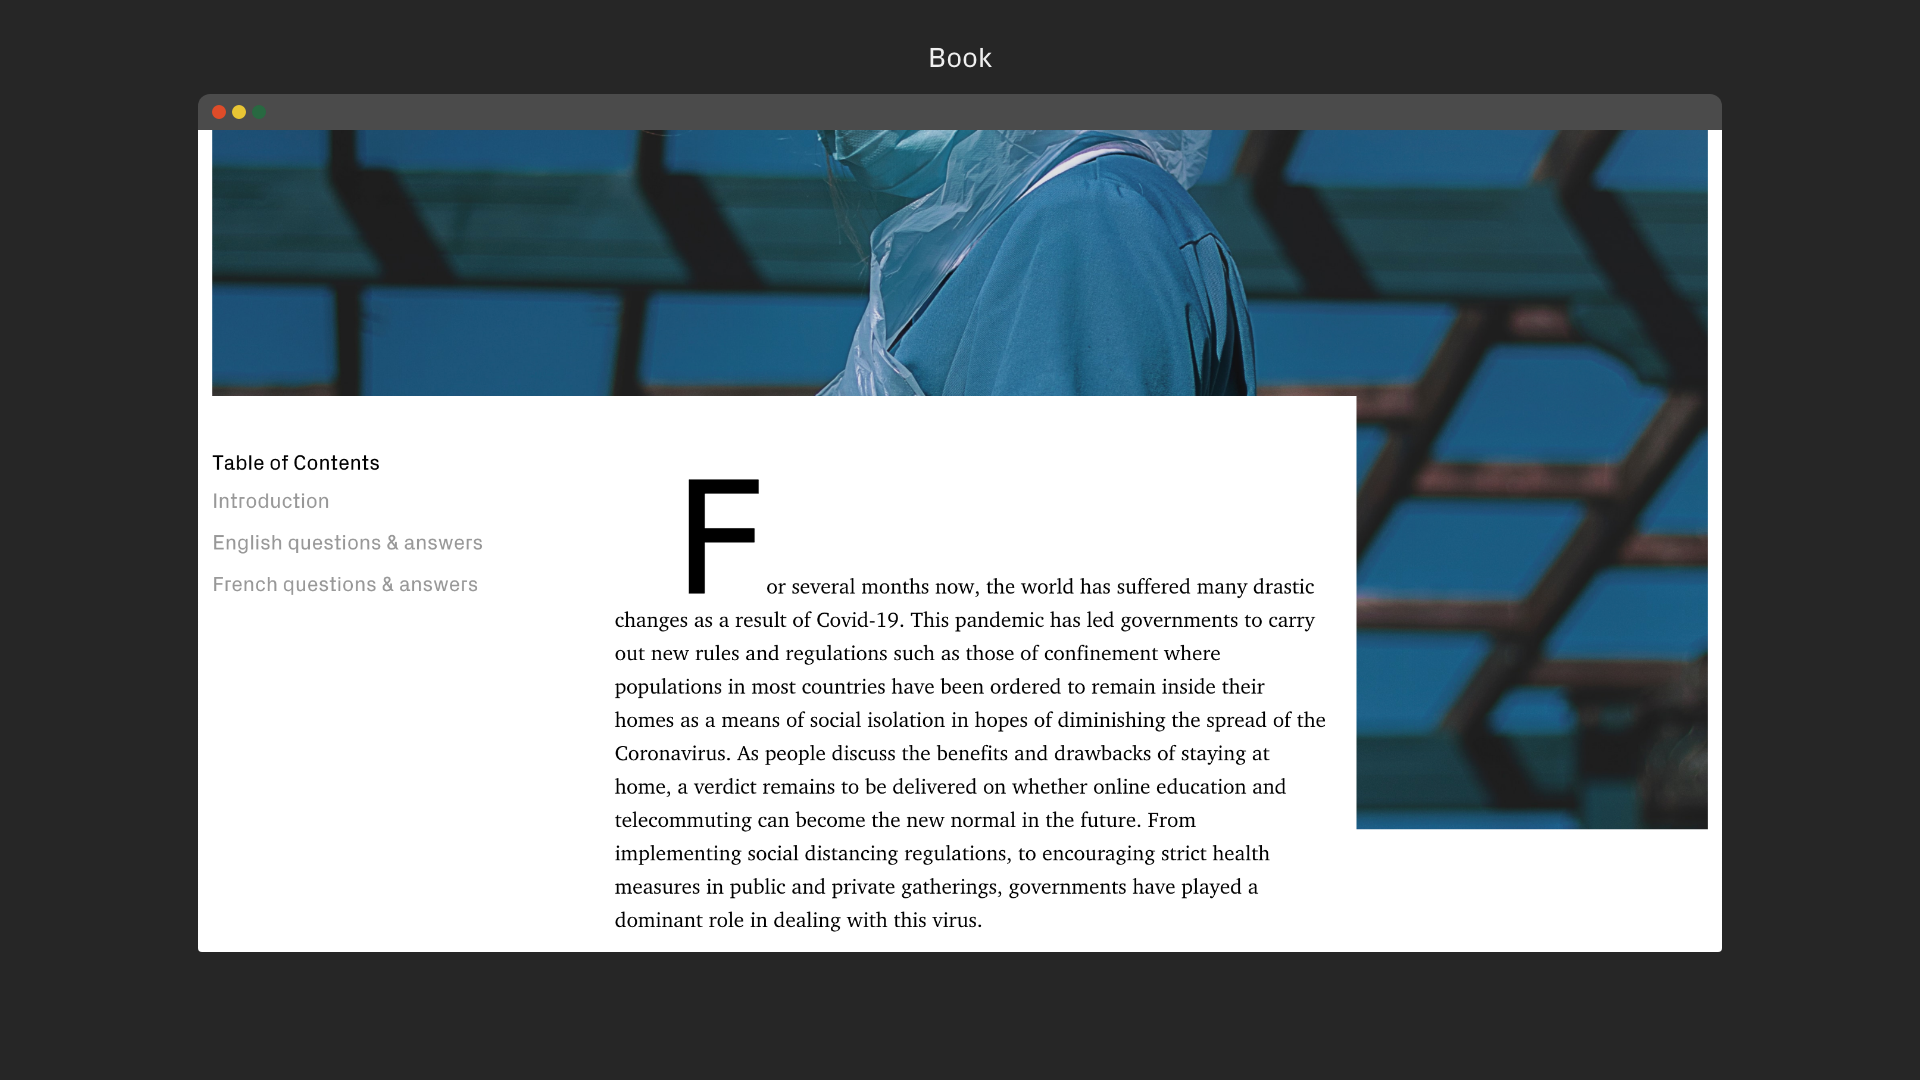 Book
Table of Contents
Introduction
English questions & answers
French questions & answers
For several months now, the world has suffered many drastic
changes as a result of Covid-19. This pandemic has led governments to carry
out new rules and regulations such as those of confinement where
populations in most countries have been ordered to remain inside their
homes as a means of social isolation in hopes of diminishing the spread of the
Coronavirus. As people discuss the benefits and drawbacks of staying at
home, a verdict remains to be delivered on whether online education and
telecommuting can become the new normal in the future. From
implementing social distancing regulations, to encouraging strict health
measures in public and private gatherings, governments have played a
dominant role in dealing with this virus.